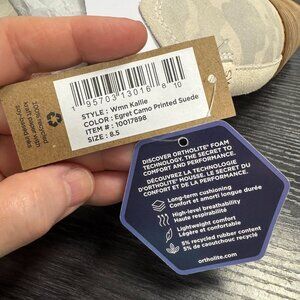 1 95703 13016 8 10
STYLE : Wmn Kallie
COLOR : Egret Camo Printed Suede
ITEM # : 10017898
SIZE : 8.5
DISCOVER ORTHOLITE® FOAM
TECHNOLOGY, THE SECRET TO
COMFORT AND PERFORMANCE.
DÉCOUVREZ LA TECHNOLOGIE
D'ORTHOLITE® MOUSSE, LE SECRET DU
CONFORT ET DE LA PERFORMANCE.
Long-term cushioning
Confort et amorti longue durée
High-level breathability
Haute respirabilité
Lightweight comfort
Légère et confortable
5% recycled rubber content
5% de caoutchouc recyclé
ortholite.com